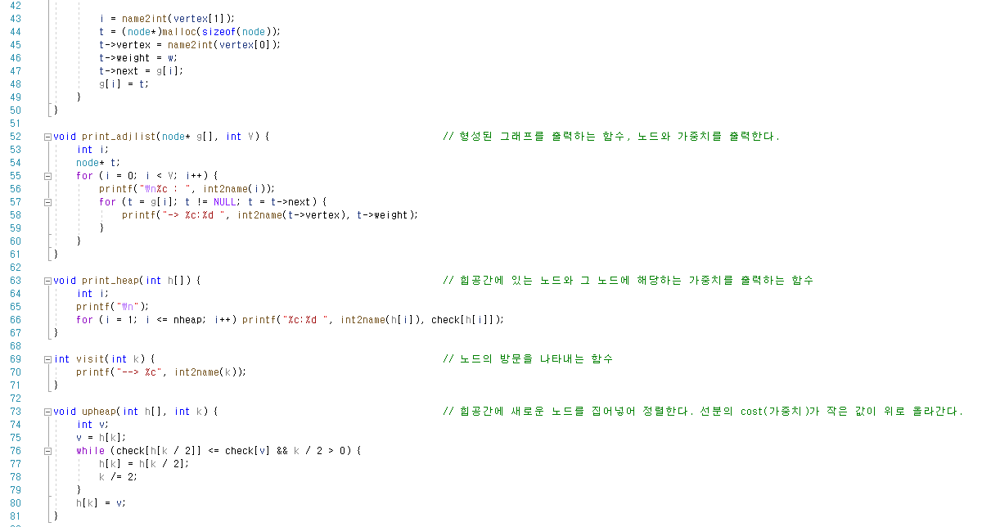 42
43 i = name2int(vertex[1]);
44 t = (node*)malloc(sizeof(node));
45 t->vertex = name2int(vertex[0]);
46 t->weight = w;
47 t->next = g[i];
48 g[i] = t;
49 }
50 }
51
52 void print_adjlist(node* g[], int V) { // 형성된 그래프를 출력하는 함수, 노드와 가중치를 출력한다.
53 int i;
54 node* t;
55 for (i = 0; i < V; i++) {
56 printf("₩n%c : ", int2name(i));
57 for (t = g[i]; t != NULL; t = t->next) {
58 printf("-> %c:%d ", int2name(t->vertex), t->weight);
59 }
60 }
61 }
62
63 void print_heap(int h[]) { // 힙공간에 있는 노드와 그 노드에 해당하는 가중치를 출력하는 함수
64 int i;
65 printf("₩n");
66 for (i = 1; i <= nheap; i++) printf("%c:%d ", int2name(h[i]), check[h[i]]);
67 }
68
69 int visit(int k) { // 노드의 방문을 나타내는 함수
70 printf("--> %c", int2name(k));
71 }
72
73 void upheap(int h[], int k) { // 힙공간에 새로운 노드를 집어넣어 정렬한다. 선분의 cost(가중치)가 작은 값이 위로 올라간다.
74 int v;
75 v = h[k];
76 while (check[h[k / 2]] <= check[v] && k / 2 > 0) {
77 h[k] = h[k / 2];
78 k /= 2;
79 }
80 h[k] = v;
81 }